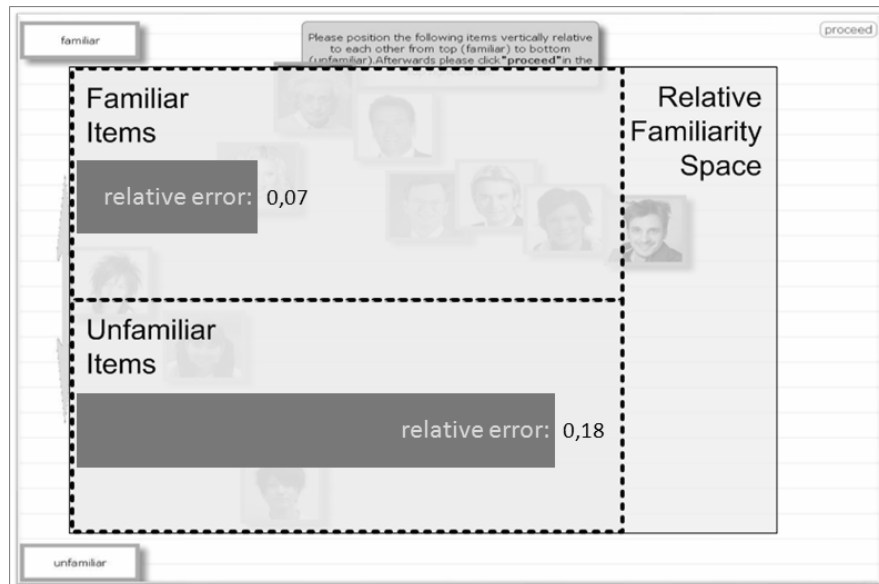 familiar
Please position the following items vertically relative
to each other from top (familiar) to bottom
(unfamiliar).Afterwards please click "proceed" in the
proceed
Familiar
Items
Relative
Familiarity
Space
relative error: 0,07
Unfamiliar
Items
relative error: 0,18
unfamiliar